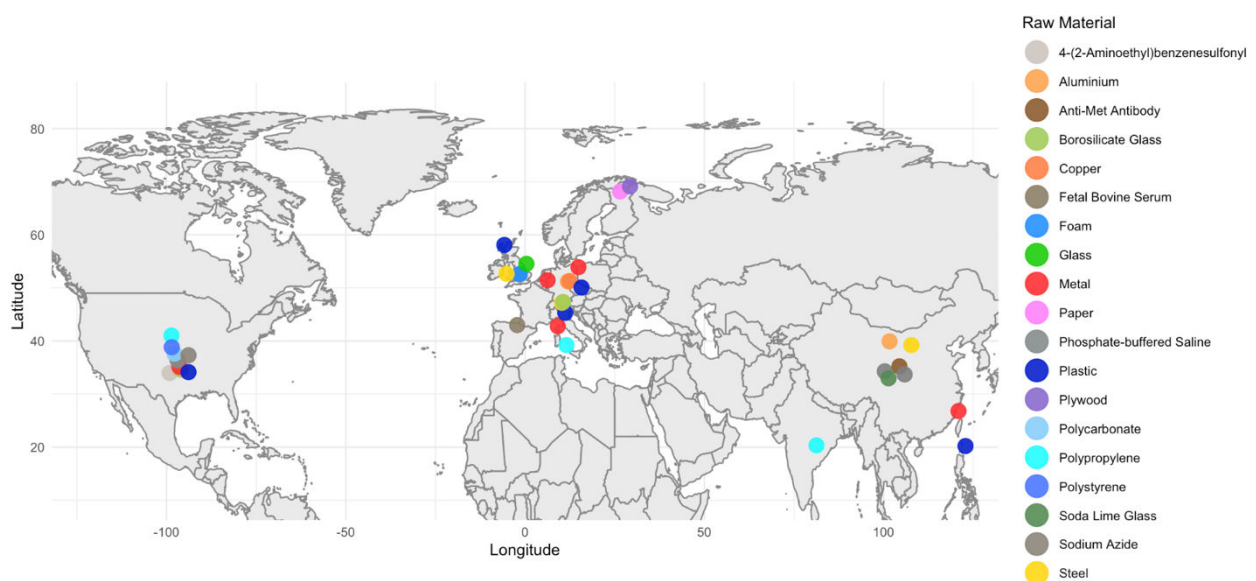 Raw Material
4-(2-Aminoethyl)benzenesulfonyl
Aluminium
Anti-Met Antibody
Borosilicate Glass
Copper
Fetal Bovine Serum
Foam
Glass
Metal
Paper
Phosphate-buffered Saline
Plastic
Plywood
Polycarbonate
Polypropylene
Polystyrene
Soda Lime Glass
Sodium Azide
Steel
Latitude
80
60
40
20
-100
-50
0
50
100
Longitude